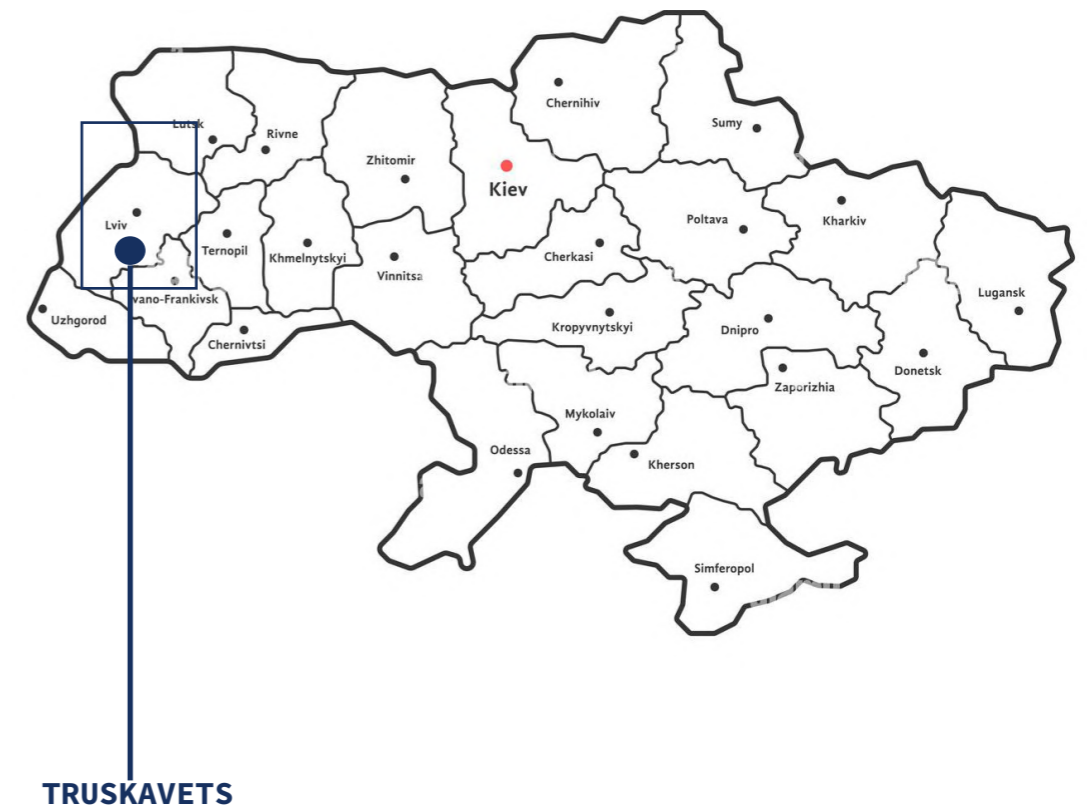 Chernihiv
Sumy
Lutsk
Rivne
Zhitomir
Kiev
Lviv
Ternopil
Khmelnytskyi
Vinnitsa
Cherkasi
Poltava
Kharkiv
Uzhgorod
vano-Frankivsk
Chernivtsi
Kropyvnytskyi
Dnipro
Lugansk
Donetsk
Zaporizhia
Mykolaiv
Odessa
Kherson
Simferopol
TRUSKAVETS